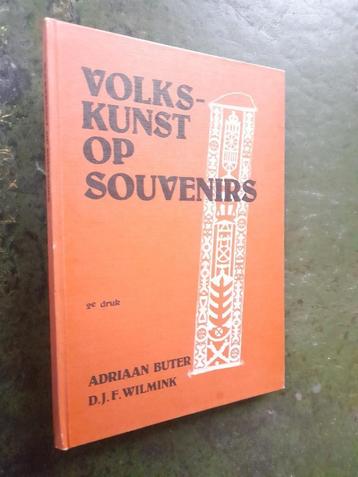 VOLKS-
KUNST
OP
SOUVENIRS
2e druk
ADRIAAN BUTER
D.J.F. WILMINK